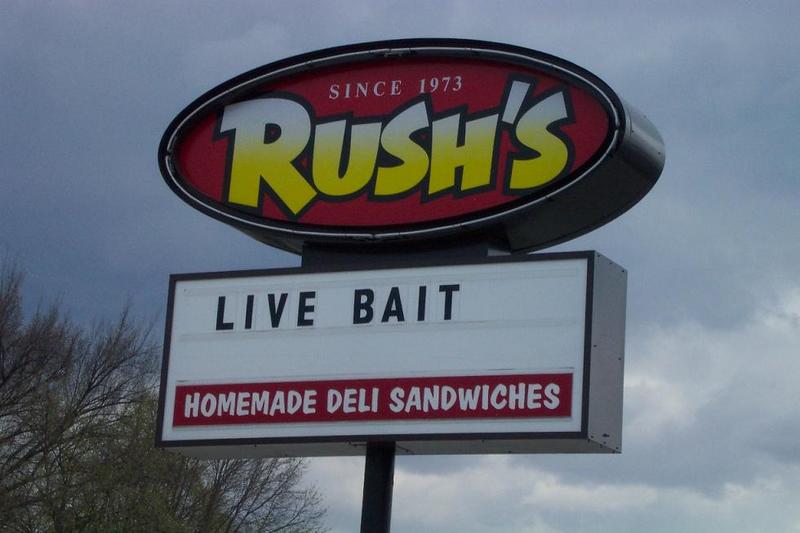 SINCE 1973
RUSH'S
LIVE BAIT
HOMEMADE DELI SANDWICHES